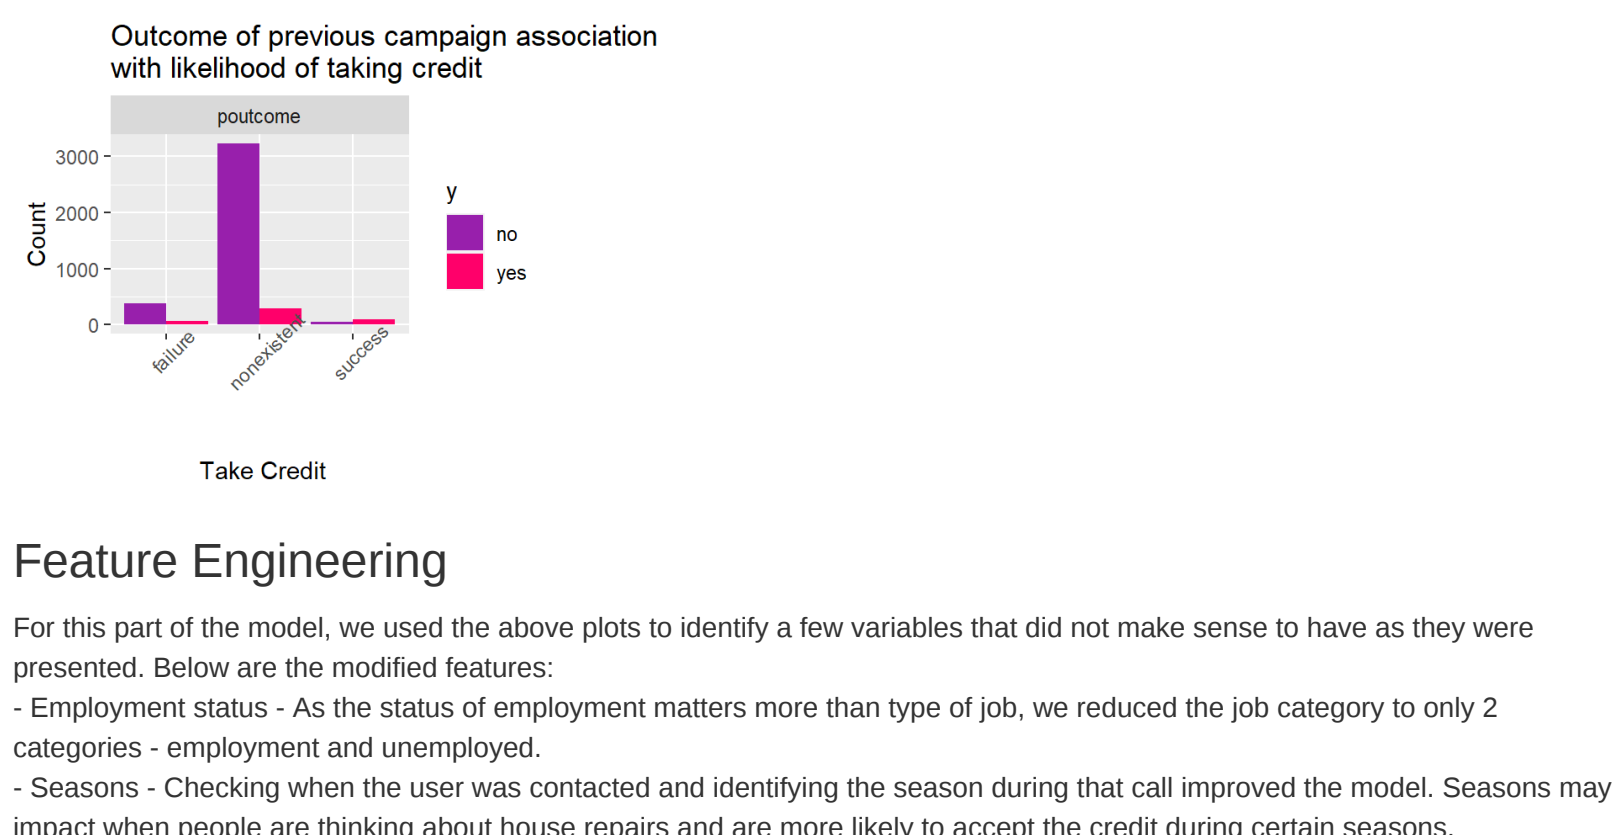 Outcome of previous campaign association
with likelihood of taking credit
poutcome
3000
2000
1000
0
Count
failure
nonexistent
success
Take Credit
y
no
yes
Feature Engineering
For this part of the model, we used the above plots to identify a few variables that did not make sense to have as they were
presented. Below are the modified features:
- Employment status - As the status of employment matters more than type of job, we reduced the job category to only 2
categories - employment and unemployed.
- Seasons - Checking when the user was contacted and identifying the season during that call improved the model. Seasons may
impact when people are thinking about house repairs and are more likely to accept the credit during certain seasons.